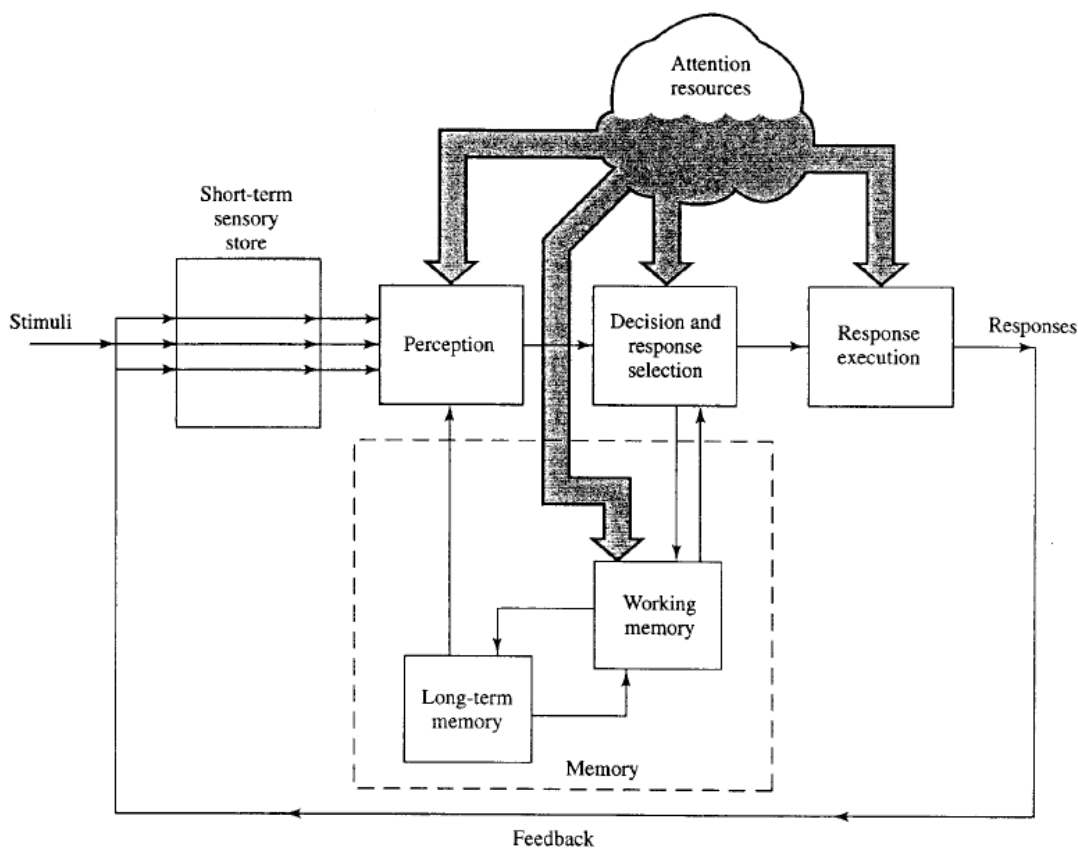 Attention
resources
Short-term
sensory
store
Stimuli
Perception
Decision and
response
selection
Response
execution
Responses
Working
memory
Long-term
memory
Memory
Feedback